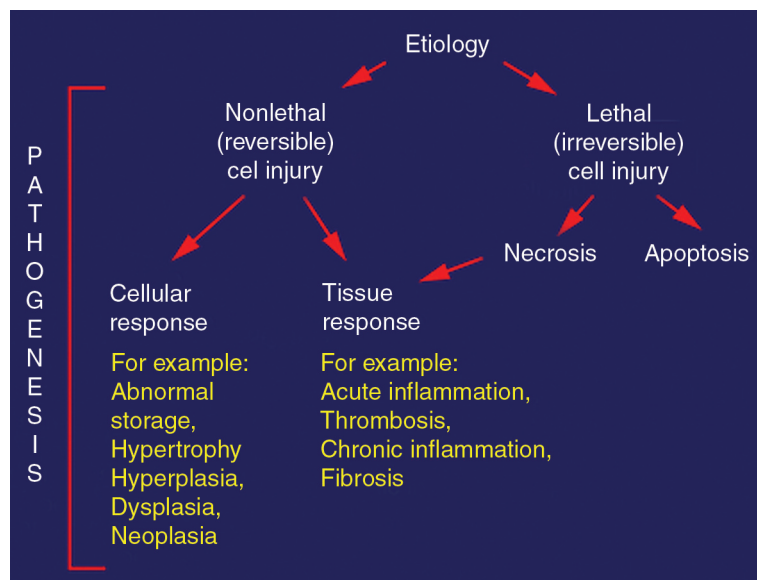 Etiology
Nonlethal
(reversible)
cel injury
Lethal
(irreversible)
cell injury
Necrosis
Apoptosis
Cellular
response
Tissue
response
For example:
Abnormal
storage,
Hypertrophy
Hyperplasia,
Dysplasia,
Neoplasia
For example:
Acute inflammation,
Thrombosis,
Chronic inflammation,
Fibrosis
PATHOGENESIS